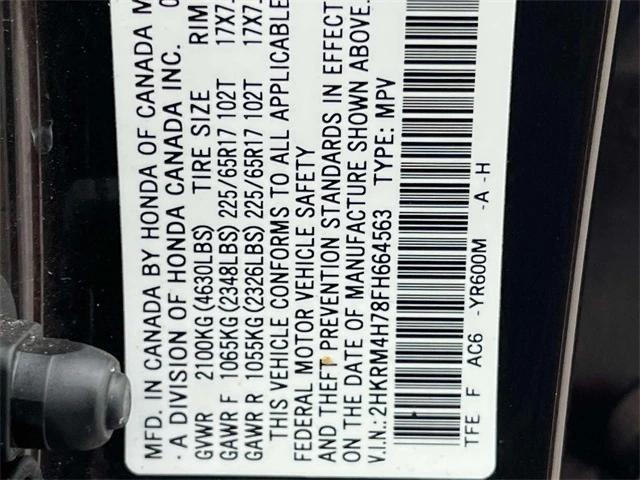 MFD. IN CANADA BY HONDA OF CANADA M
· A DIVISION OF HONDA CANADA INC.
GVWR 2100KG (4630LBS) TIRE SIZE RIM
GAWR F 1065KG (2348LBS) 225/65R17 102T 17X7.
GAWR R 1055KG (2326LBS) 225/65R17 102T 17X7.
THIS VEHICLE CONFORMS TO ALL APPLICABLE
FEDERAL MOTOR VEHICLE SAFETY
AND THEFT PREVENTION STANDARDS IN EFFECT
ON THE DATE OF MANUFACTURE SHOWN ABOVE.
V.I.N.: 2HKRM4H78FH664563 TYPE: MPV
TFE F AC6 -YR600M -A -H